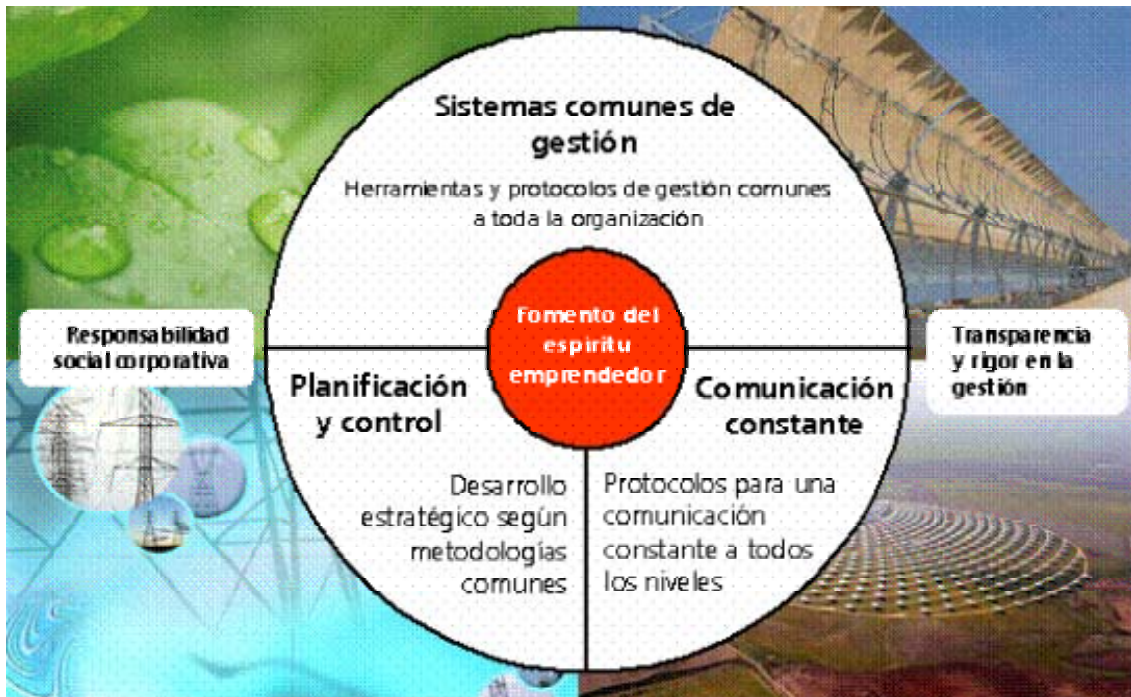 Sistemas comunes de
gestión
Herramientas y protocolos de gestión comunes
a toda la organización
Fomento del
espíritu
emprendedor
Responsabilidad
social corporativa
Transparencia
y rigor en la
gestión
Planificación
y control
Desarrollo
estratégico según
metodologías
comunes
Comunicación
constante
Protocolos para una
comunicación
constante a todos
los niveles